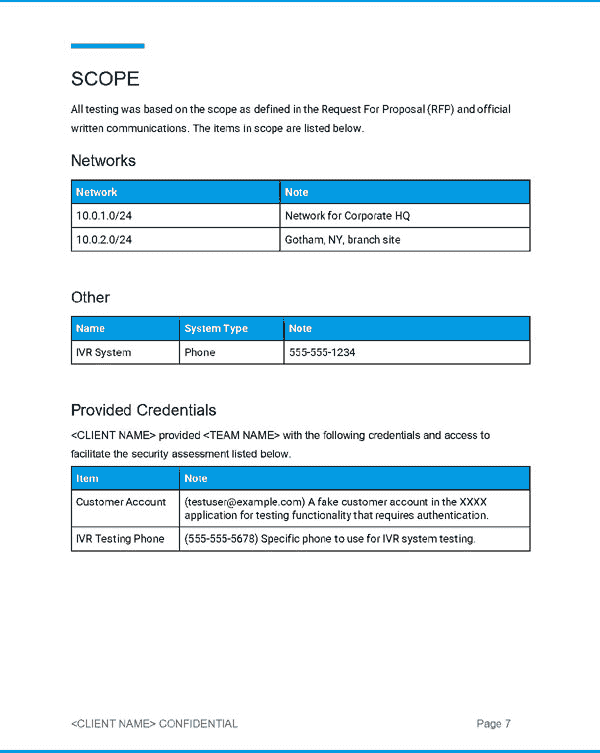 SCOPE
All testing was based on the scope as defined in the Request For Proposal (RFP) and official
written communications. The items in scope are listed below.
Networks
Network Note
10.0.1.0/24 Network for Corporate HQ
10.0.2.0/24 Gotham, NY, branch site
Other
Name System Type Note
IVR System Phone 555-555-1234
Provided Credentials
<CLIENT NAME> provided <TEAM NAME> with the following credentials and access to
facilitate the security assessment listed below.
Item Note
Customer Account (testuser@example.com) A fake customer account in the XXXX
application for testing functionality that requires authentication.
IVR Testing Phone (555-555-5678) Specific phone to use for IVR system testing.
<CLIENT NAME> CONFIDENTIAL Page 7